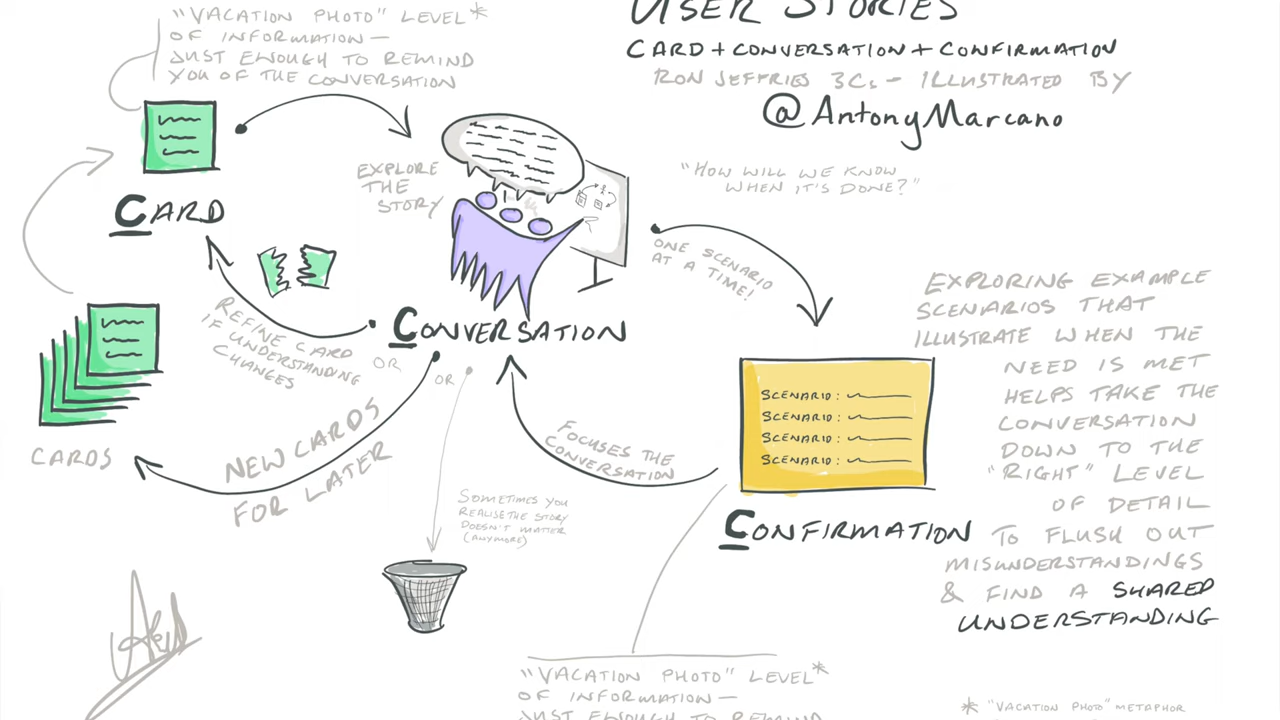 "VACATION PHOTO" LEVEL*
OF INFORMATION —
JUST ENOUGH TO REMIND
YOU OF THE CONVERSATION
USER STORIES
CARD + CONVERSATION + CONFIRMATION
RON JEFFRIES 3Cs - ILLUSTRATED BY
@AntonyMarcano
CARD
EXPLORE
THE
STORY
"HOW WILL WE KNOW
WHEN IT'S DONE?"
ONE SCENARIO
AT A TIME!
CONVERSATION
REFINE CARD
IF UNDERSTANDING
CHANGES
OR
OR
CARDS
NEW CARDS
FOR LATER
FOCUSES THE
CONVERSATION
SOMETIMES YOU
REALISE THE STORY
DOESN'T MATTER
(ANYMORE)
SCENARIO:
SCENARIO:
SCENARIO:
SCENARIO:
CONFIRMATION
EXPLORING EXAMPLE
SCENARIOS THAT
ILLUSTRATE WHEN THE
NEED IS MET
HELPS TAKE THE
CONVERSATION
DOWN TO THE
"RIGHT" LEVEL
OF DETAIL
TO FLUSH OUT
MISUNDERSTANDINGS
& FIND A SHARED
UNDERSTANDING
"VACATION PHOTO" LEVEL*
OF INFORMATION —
JUST ENOUGH TO REMIND
* "VACATION PHOTO" METAPHOR